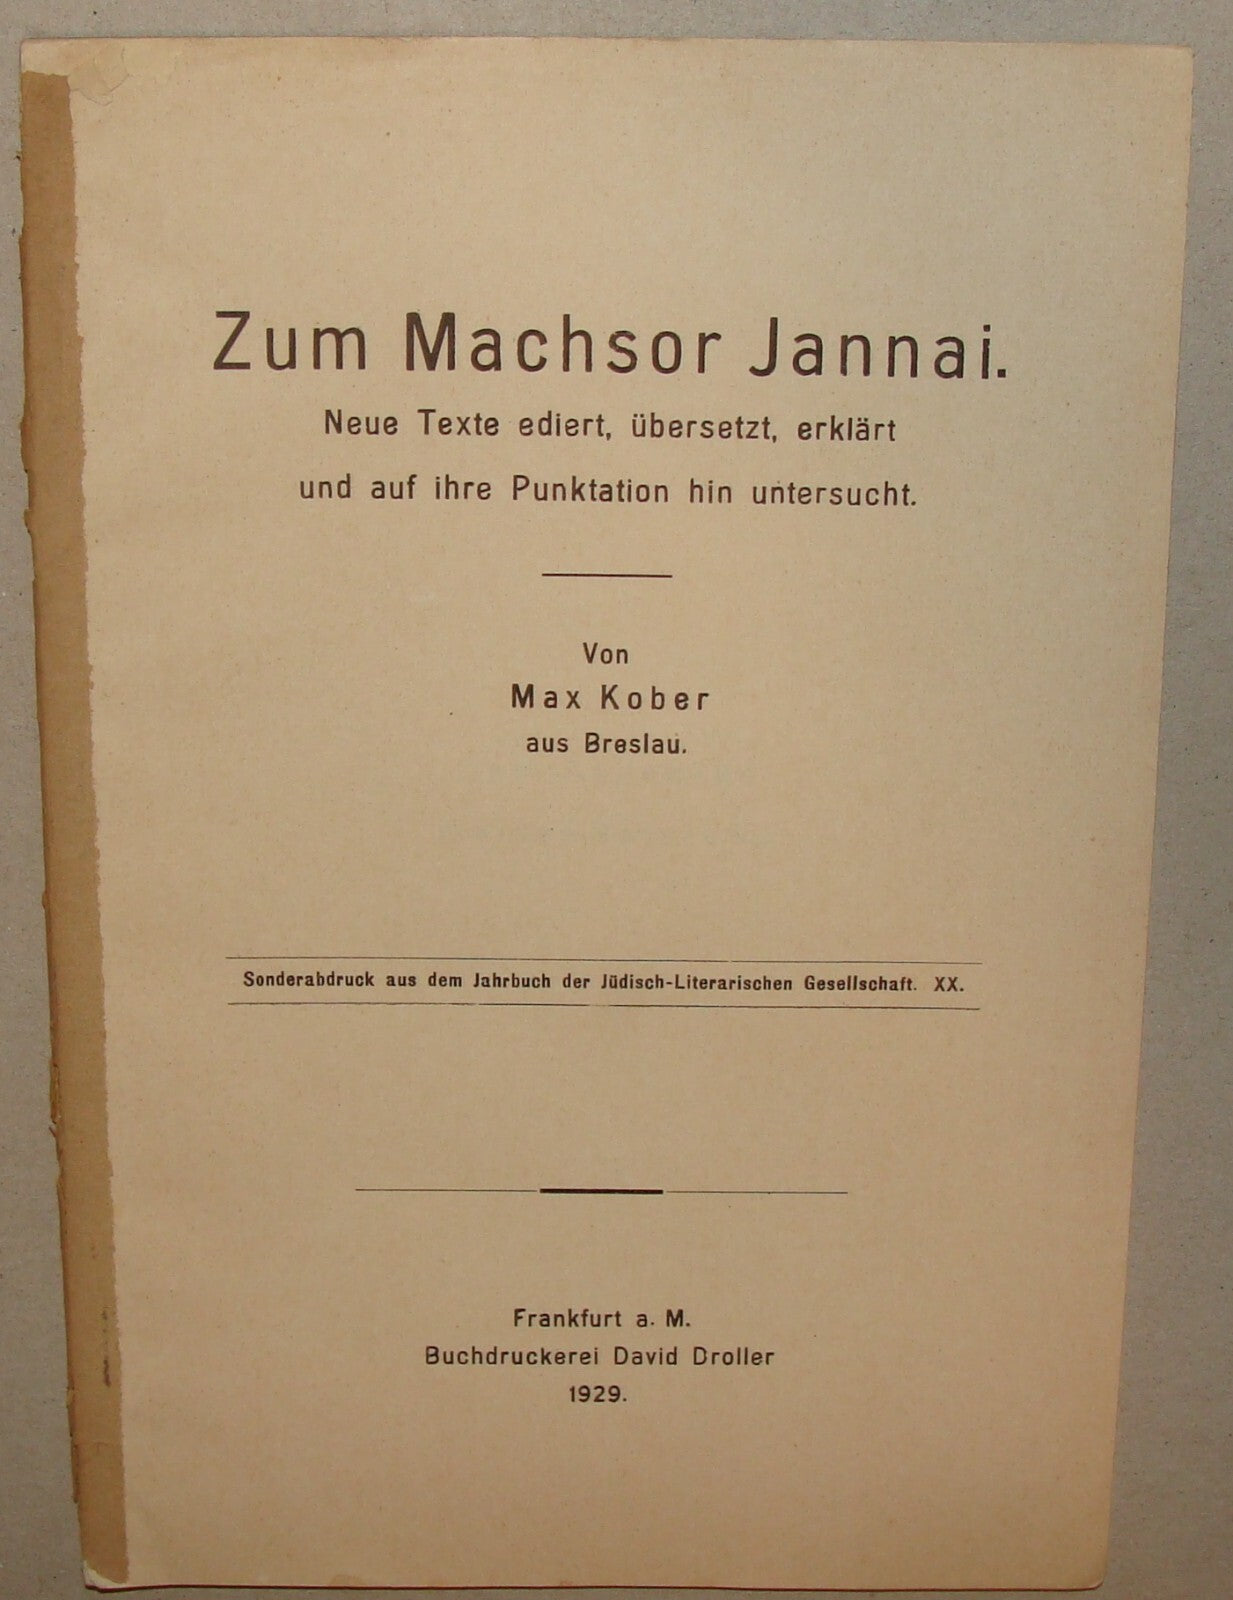 Zum Machsor Jannai.
Neue Texte ediert, übersetzt, erklärt
und auf ihre Punktation hin untersucht.
Von
Max Kober
aus Breslau.
Sonderabdruck aus dem Jahrbuch der Jüdisch-Literarischen Gesellschaft. XX.
Frankfurt a. M.
Buchdruckerei David Droller
1929.